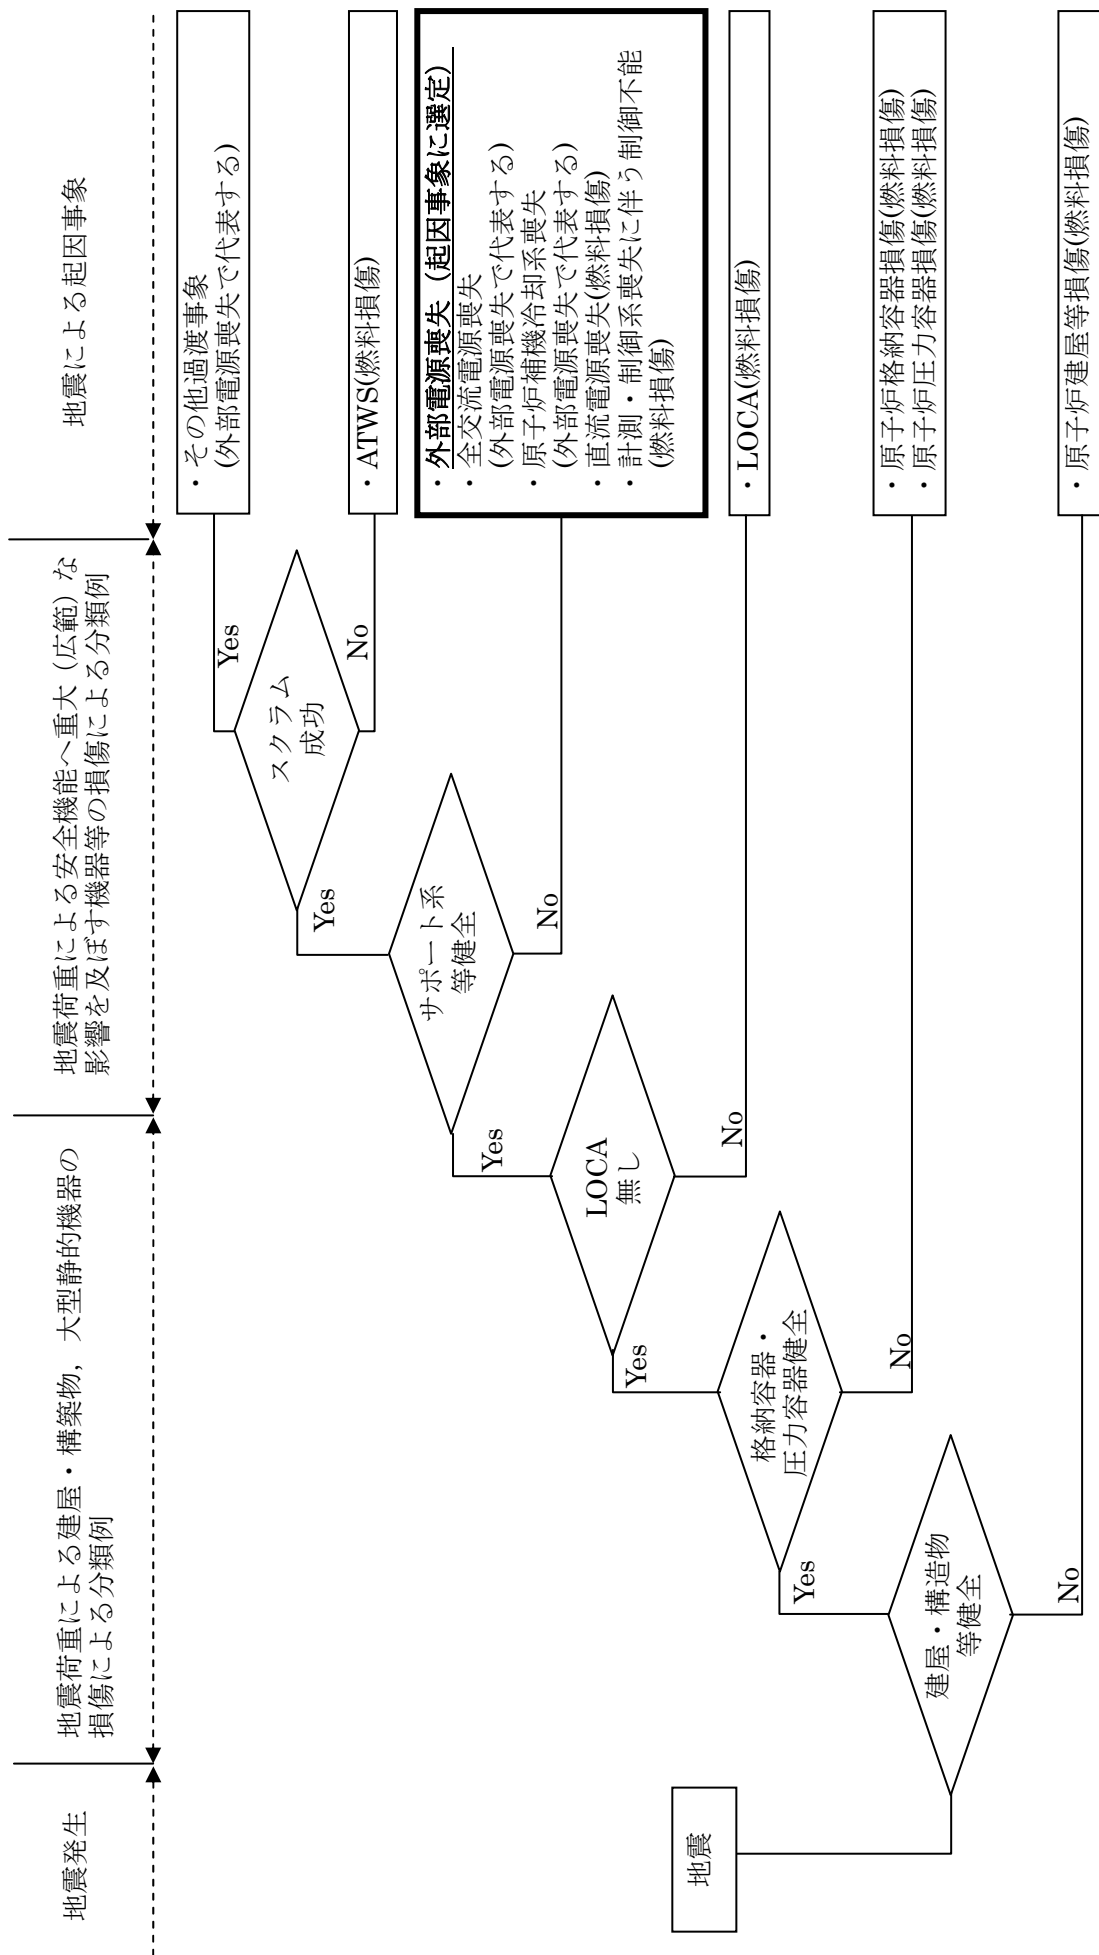 地震発生
地震荷重による建屋・構築物，大型静的機器の
損傷による分類例
地震荷重による安全機能へ重大（広範）な
影響を及ぼす機器等の損傷による分類例
地震による起因事象
・その他過渡事象
(外部電源喪失で代表する)
Yes
スクラム
成功
No
・ATWS(燃料損傷)
Yes
サポート系
等健全
No
・外部電源喪失（起因事象に選定）
・全交流電源喪失
(外部電源喪失で代表する)
・原子炉補機冷却系喪失
(外部電源喪失で代表する)
・直流電源喪失(燃料損傷)
・計測・制御系喪失に伴う制御不能
(燃料損傷)
Yes
LOCA
無し
No
・LOCA(燃料損傷)
Yes
格納容器・
圧力容器健全
No
・原子炉格納容器損傷(燃料損傷)
・原子炉圧力容器損傷(燃料損傷)
地震
Yes
建屋・構造物
等健全
No
・原子炉建屋等損傷(燃料損傷)